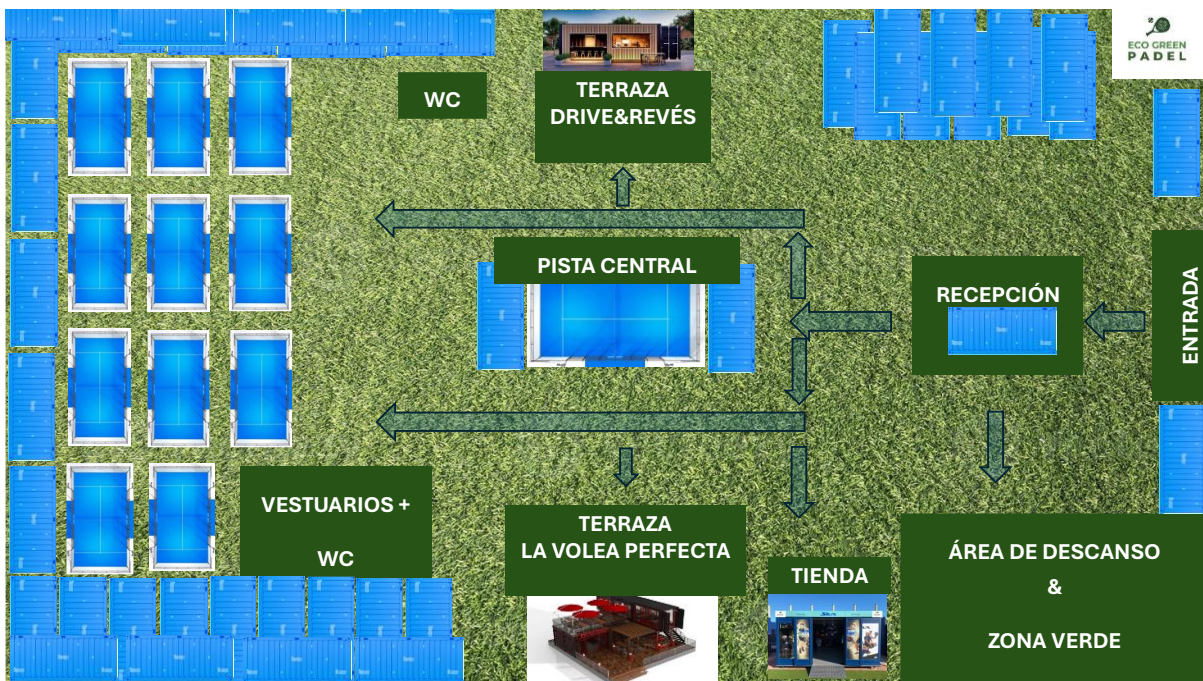 ECO GREEN
PADEL
WC
TERRAZA
DRIVE&REVÉS
PISTA CENTRAL
RECEPCIÓN
ENTRADA
VESTUARIOS +
WC
TERRAZA
LA VOLEA PERFECTA
TIENDA
ÁREA DE DESCANSO
&
ZONA VERDE